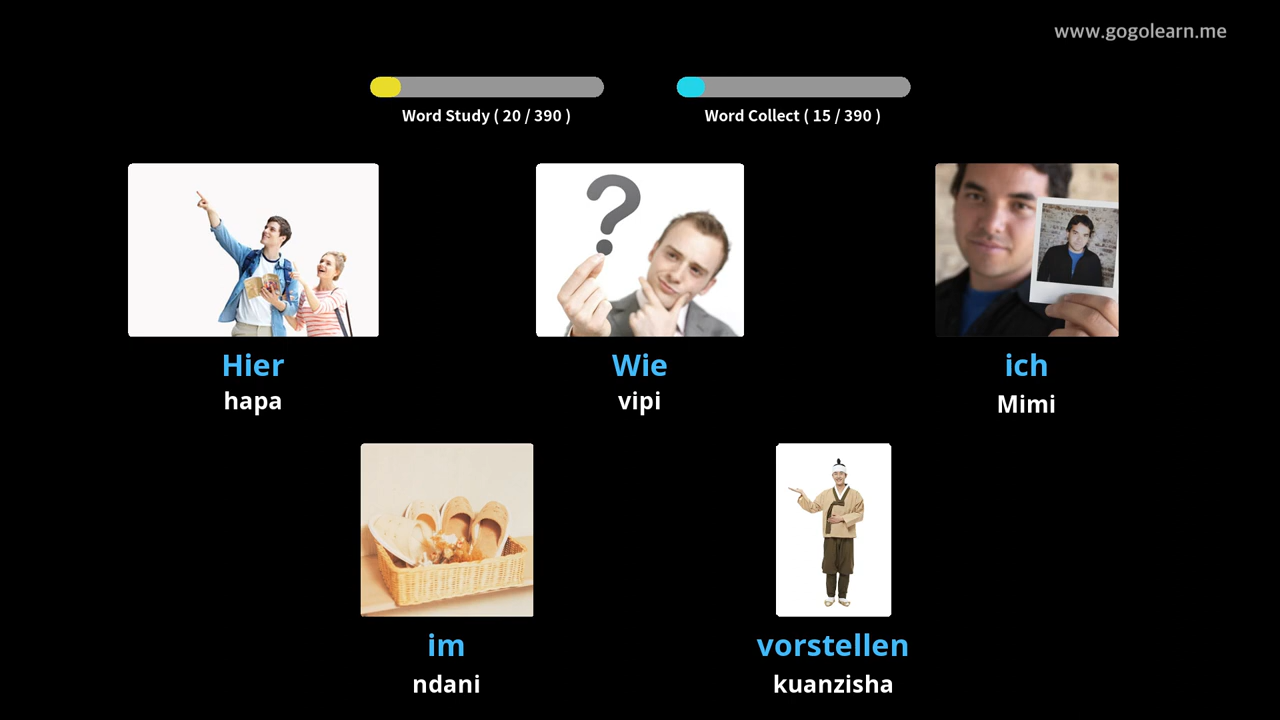 www.gogolearn.me
Word Study ( 20 / 390 )
Word Collect ( 15 / 390 )
Hier
hapa
Wie
vipi
ich
Mimi
im
ndani
vorstellen
kuanzisha